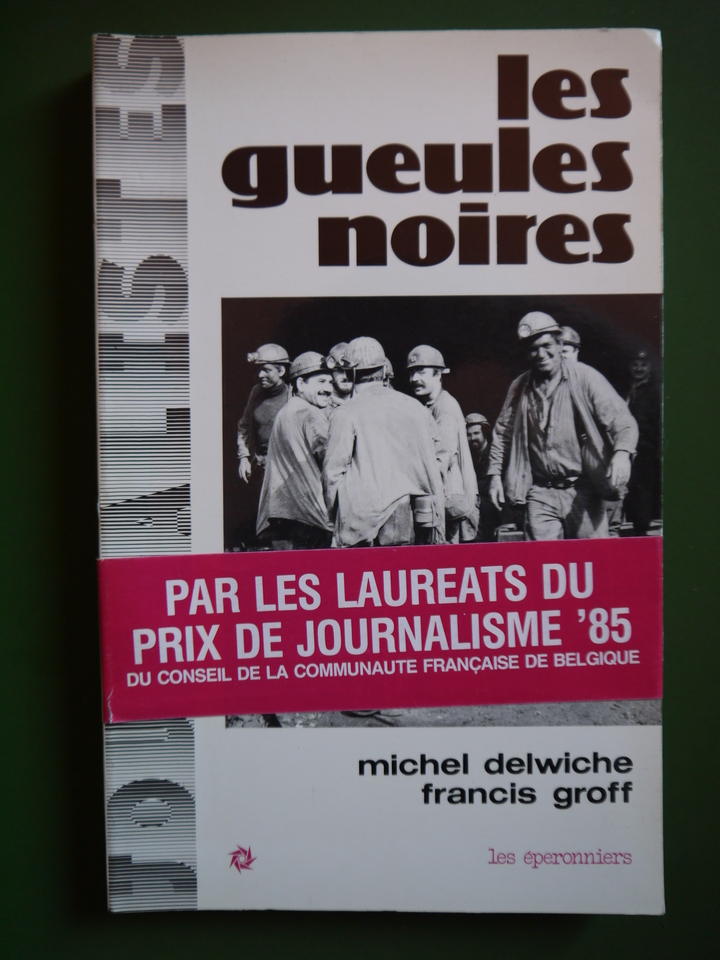 les
gueules
noires
PAR LES LAUREATS DU
PRIX DE JOURNALISME '85
DU CONSEIL DE LA COMMUNAUTE FRANÇAISE DE BELGIQUE
michel delwiche
francis groff
les éperonniers